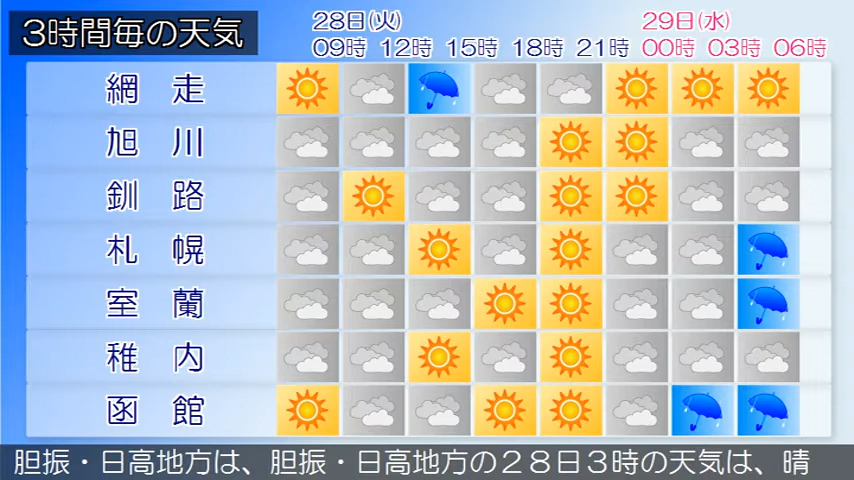 3時間毎の天気
28日(火) 29日(水)
09時 12時 15時 18時 21時 00時 03時 06時
網 走
旭 川
釧 路
札 幌
室 蘭
稚 内
函 館
胆振・日高地方は、胆振・日高地方の28日3時の天気は、晴